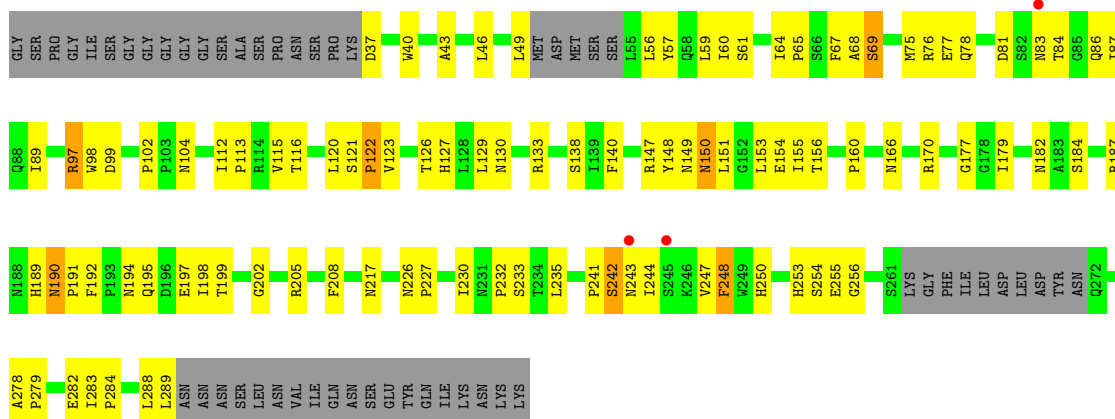 GLY SER PRO GLY ILE SER GLY GLY GLY GLY GLY SER ALA SER PRO ASN SER PRO LYS D37 W40 A43 L46 L49 MET ASP MET SER SER L55 L56 Y57 Q58 L59 I60 S61 I64 P65 S66 F67 A68 S69 M75 R76 E77 Q78 D81 S82 N83 T84 G85 Q86
Q88 I89 R97 W98 D99 P102 P103 N104 I112 P113 R114 V115 T116 L120 S121 P122 V123 T126 H127 L128 L129 N130 R133 S138 I139 F140 R147 Y148 N149 N150 L151 G152 L153 E154 I155 T156 P160 N166 R170 G177 G178 I179 N182 A183 S184
N188 H189 N190 P191 F192 P193 N194 Q195 D196 E197 I198 T199 G202 R205 F208 N217 N226 P227 I230 N231 P232 S233 T234 L235 P241 S242 N243 I244 S245 K246 V247 F248 W249 H250 H253 S254 E255 G256 S261 LYS GLY PHE ILE LEU ASP LEU ASP TYR ASN Q272
A278 P279 E282 I283 P284 L288 L289 ASN ASN ASN SER LEU ASN VAL ILE GLN ASN SER GLU TYR GLN ILE LYS ASN LYS LYS